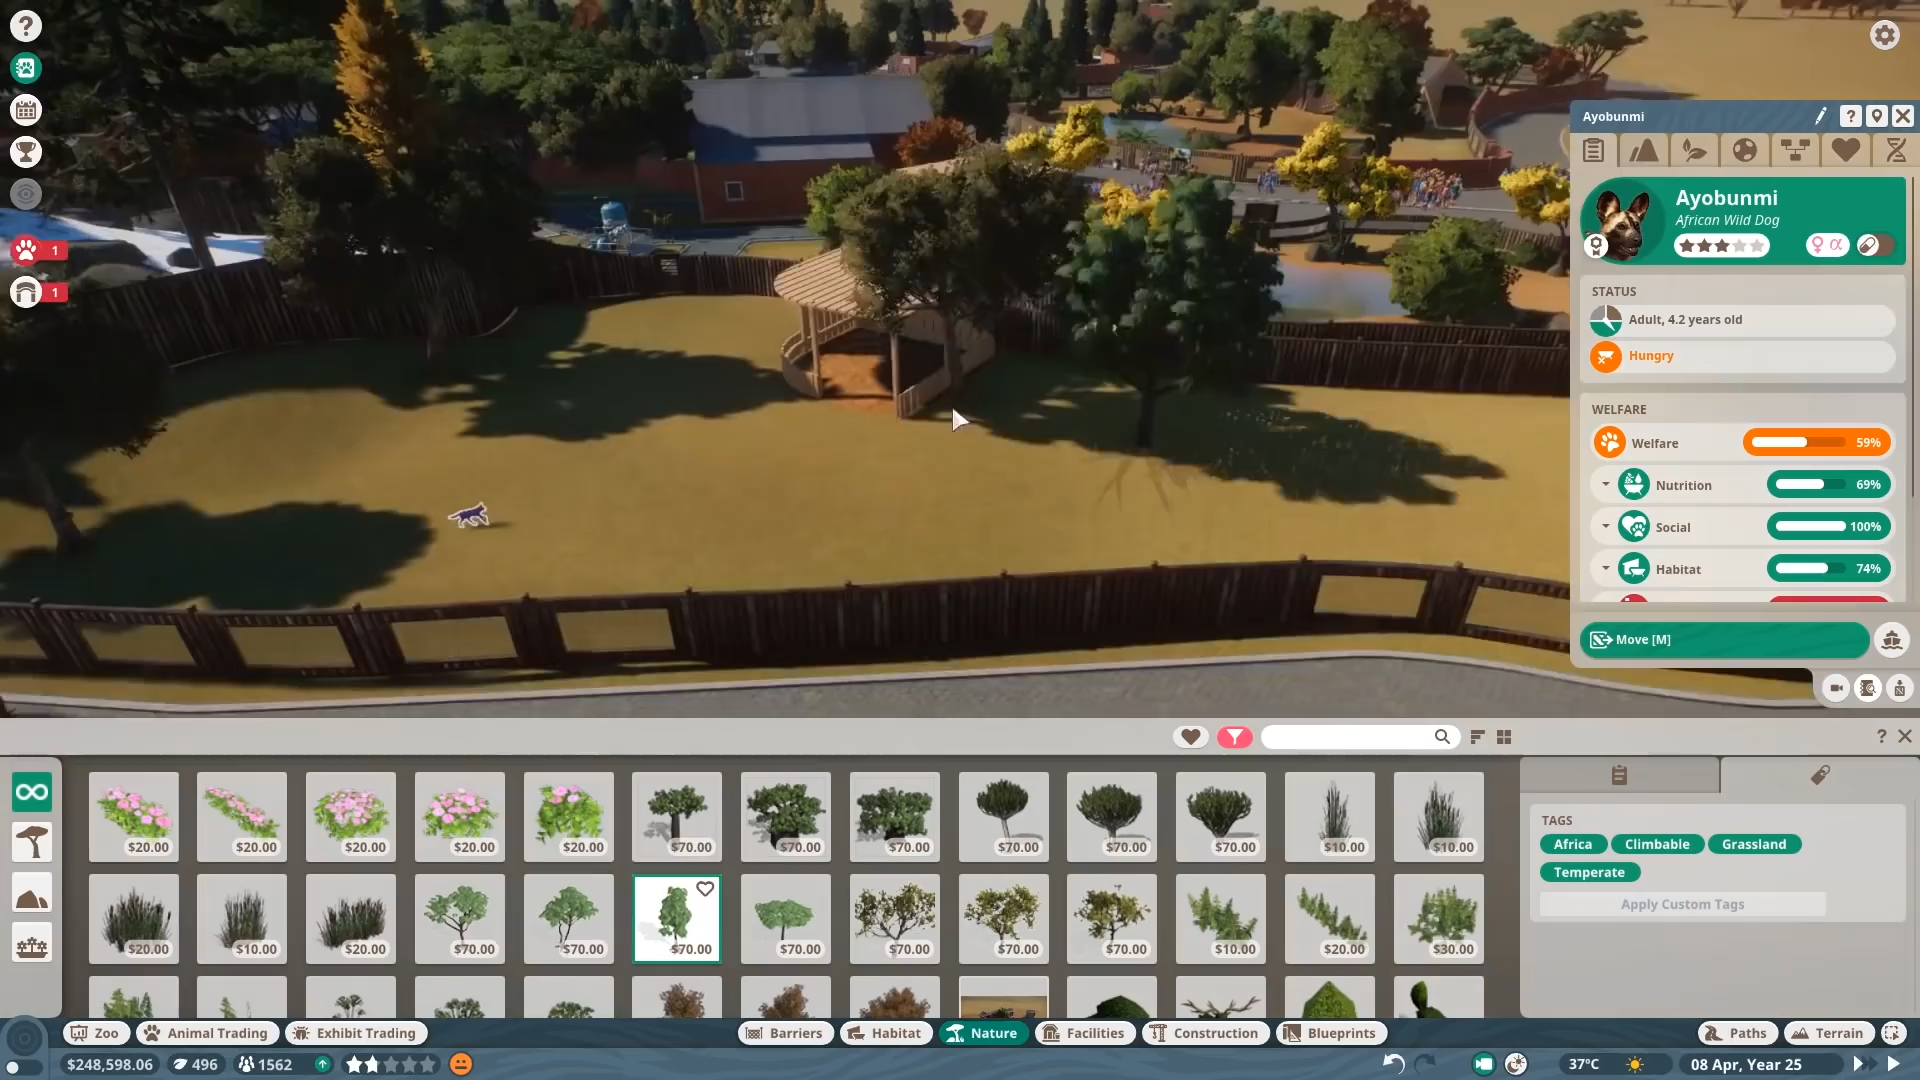 ?
1
1
Ayobunmi
?
Ayobunmi
African Wild Dog
♀ α
STATUS
Adult, 4.2 years old
Hungry
WELFARE
Welfare
59%
Nutrition
69%
Social
100%
Habitat
74%
Move [M]
?
$20.00 $20.00 $20.00 $20.00 $20.00 $70.00 $70.00 $70.00 $70.00 $70.00 $70.00 $10.00 $10.00
$20.00 $10.00 $20.00 $70.00 $70.00 $70.00 $70.00 $70.00 $70.00 $70.00 $10.00 $20.00 $30.00
TAGS
Africa Climbable Grassland
Temperate
Apply Custom Tags
Zoo Animal Trading Exhibit Trading Barriers Habitat Nature Facilities Construction Blueprints Paths Terrain
$248,598.06 496 1562 37°C 08 Apr, Year 25